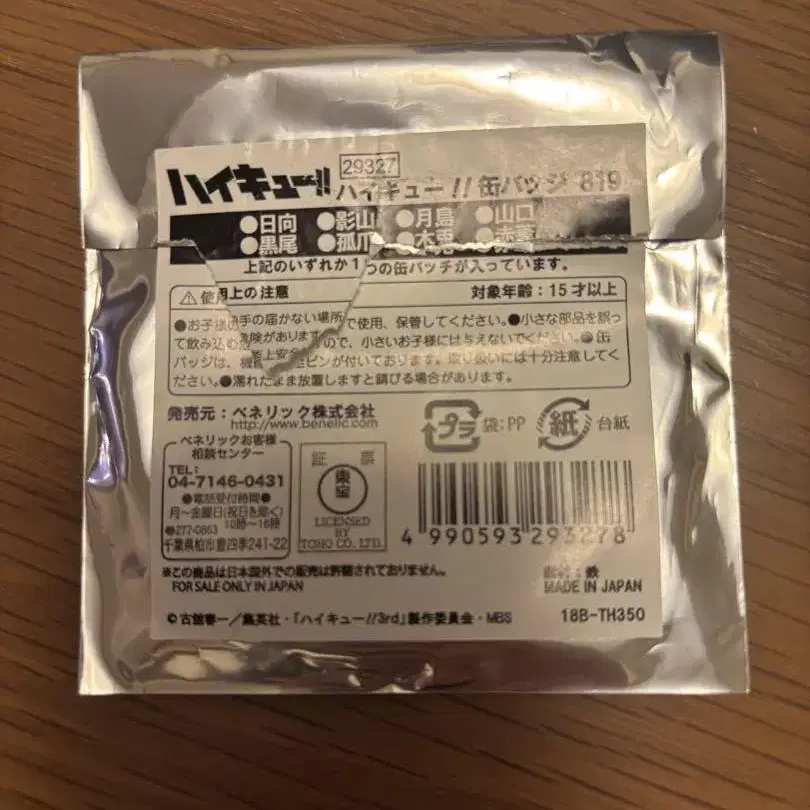 ハイキュー!!
29327
ハイキュー!! 缶バッジ 819
●日向 ●影山 ●月島 ●山口
●黒尾 ●孤爪 ●木兎 ●赤葦
上記のいずれか1つの缶バッチが入っています。
⚠使用上の注意 対象年齢：15才以上
●お子様の手の届かない場所で使用、保管してください。●小さな部品を誤っ
て飲み込む危険がありますので、小さいお子様には与えないでください。●缶
バッジは、機能上安全ピンが付いております。取り扱いには十分注意してく
ださい。●濡れたまま放置しますと錆びる場合があります。
発売元：ベネリック株式会社
http://www.benelic.com
プラ 袋：PP 紙 台紙
ベネリックお客様
相談センター
TEL:
04-7146-0431
●電話受付時間●
月～金曜日(祝日を除く)
10時～16時
〒277-0863
千葉県柏市豊四季241-22
証票
東宝
LICENSED
BY
TOHO CO., LTD.
4 990593 293278
※この商品は日本国外での販売は許諾されておりません。
FOR SALE ONLY IN JAPAN
：鉄
MADE IN JAPAN
©古舘春一／集英社・「ハイキュー!!3rd」製作委員会・MBS
18B-TH350